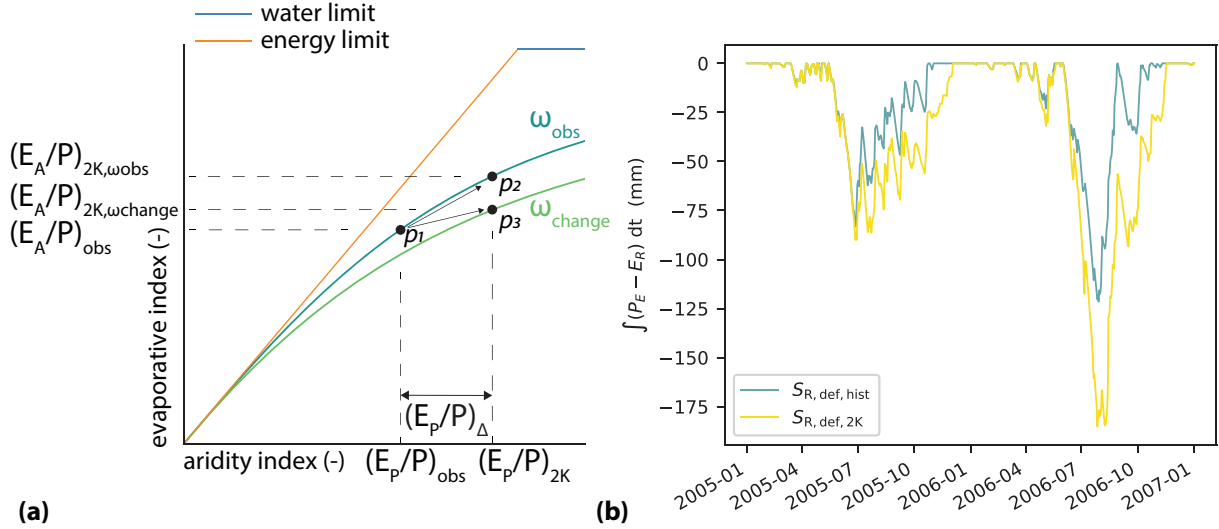 water limit
energy limit
ω_obs
(E_A/P)_2K,ωobs
p_2
(E_A/P)_2K,ωchange
p_3
ω_change
(E_A/P)_obs
p_1
evaporative index (-)
(E_P/P)_Δ
aridity index (-)
(E_P/P)_obs
(E_P/P)_2K
(a)
0
−25
−50
−75
−100
−125
−150
−175
∫(P_E − E_R) dt (mm)
S_R, def, hist
S_R, def, 2K
2005-01
2005-04
2005-07
2005-10
2006-01
2006-04
2006-07
2006-10
2007-01
(b)